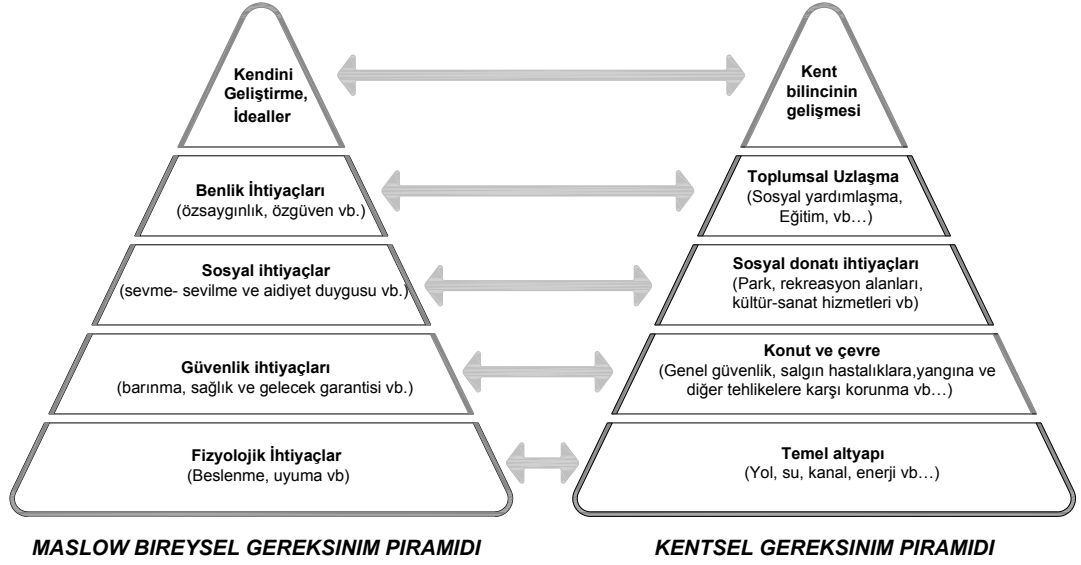 Kendini
Geliştirme,
İdealler
Benlik İhtiyaçları
(özsaygınlık, özgüven vb.)
Sosyal ihtiyaçlar
(sevme- sevilme ve aidiyet duygusu vb.)
Güvenlik ihtiyaçları
(barınma, sağlık ve gelecek garantisi vb.)
Fizyolojik İhtiyaçlar
(Beslenme, uyuma vb)
MASLOW BIREYSEL GEREKSINIM PIRAMIDI
Kent
bilincinin
gelişmesi
Toplumsal Uzlaşma
(Sosyal yardımlaşma,
Eğitim, vb…)
Sosyal donatı ihtiyaçları
(Park, rekreasyon alanları,
kültür-sanat hizmetleri vb)
Konut ve çevre
(Genel güvenlik, salgın hastalıklara,yangına ve
diğer tehlikelere karşı korunma vb…)
Temel altyapı
(Yol, su, kanal, enerji vb…)
KENTSEL GEREKSINIM PIRAMIDI